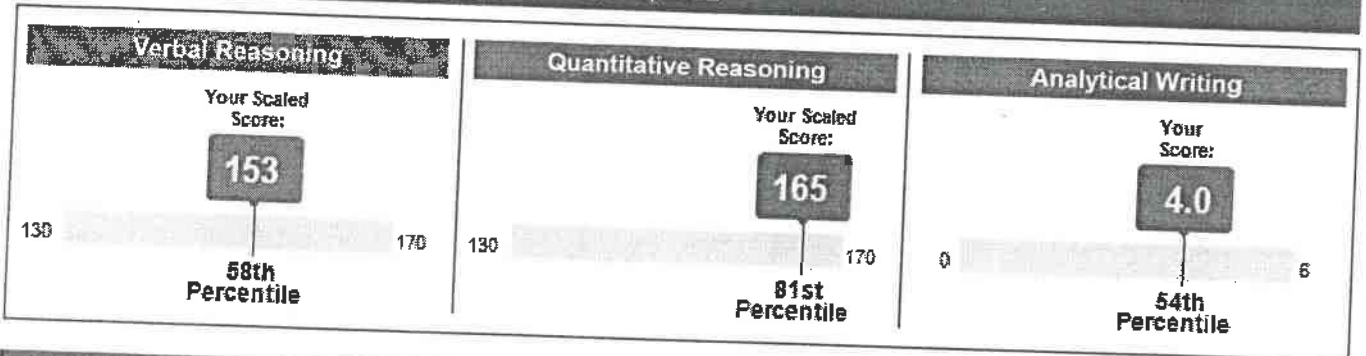 Verbal Reasoning
Your Scaled
Score:
153
130
170
58th
Percentile
Quantitative Reasoning
Your Scaled
Score:
165
130
170
81st
Percentile
Analytical Writing
Your
Score:
4.0
0
6
54th
Percentile